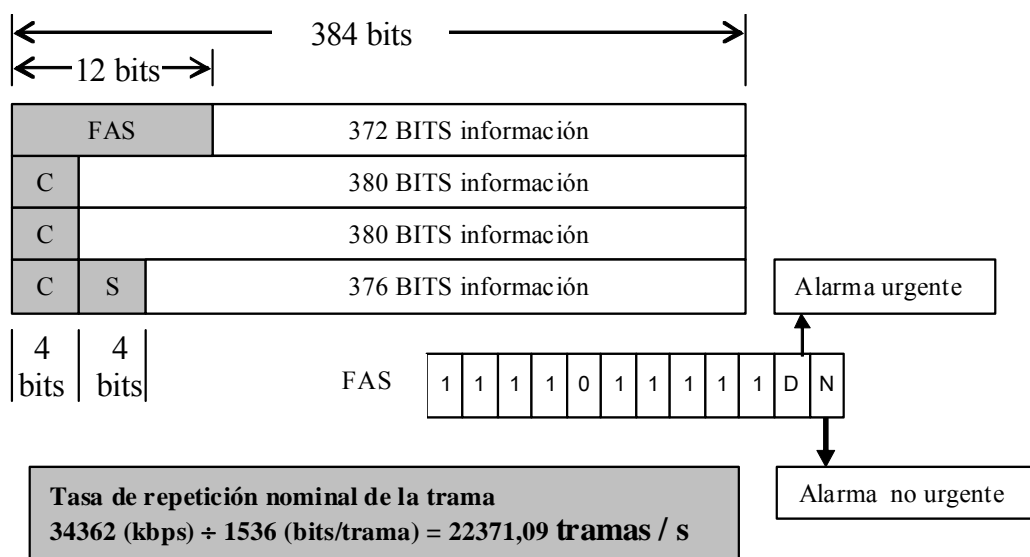 384 bits
12 bits
FAS 372 BITS información
C 380 BITS información
C 380 BITS información
C S 376 BITS información
Alarma urgente
4 bits 4 bits
FAS 1 1 1 1 0 1 1 1 1 1 D N
Alarma no urgente
Tasa de repetición nominal de la trama
34362 (kbps) ÷ 1536 (bits/trama) = 22371,09 tramas / s